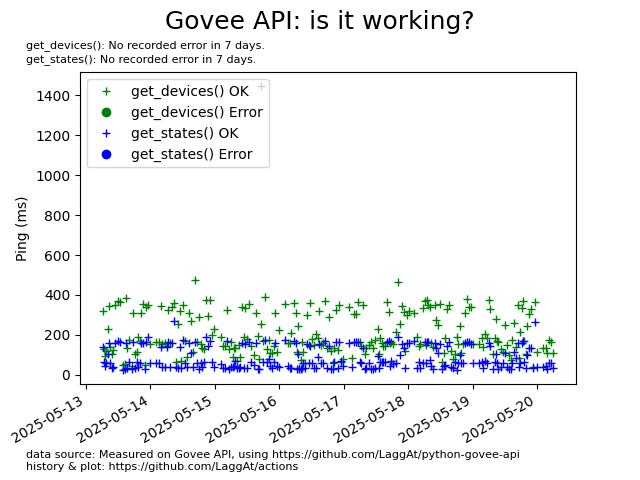 Govee API: is it working?
get_devices(): No recorded error in 7 days.
get_states(): No recorded error in 7 days.
get_devices() OK
get_devices() Error
get_states() OK
get_states() Error
Ping (ms)
1400
1200
1000
800
600
400
200
0
2025-05-13
2025-05-14
2025-05-15
2025-05-16
2025-05-17
2025-05-18
2025-05-19
2025-05-20
data source: Measured on Govee API, using https://github.com/LaggAt/python-govee-api
history & plot: https://github.com/LaggAt/actions